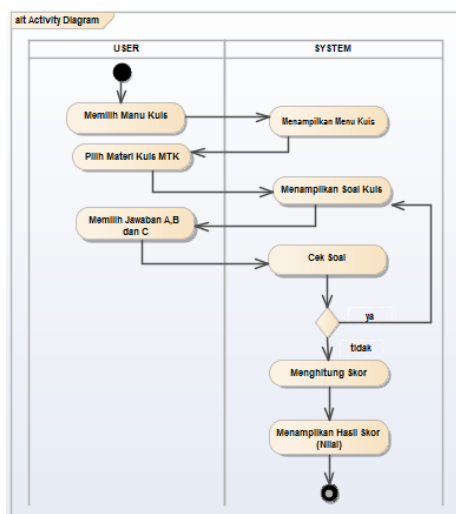 alt Activity Diagram
USER
SYSTEM
Memilih Manu Kuis
Menampilkan Menu Kuis
Pilih Materi Kuis MTK
Menampilkan Soal Kuis
Memilih Jawaban A,B
dan C
Cek Soal
ya
tidak
Menghitung Skor
Menampilkan Hasil Skor
(Nilai)